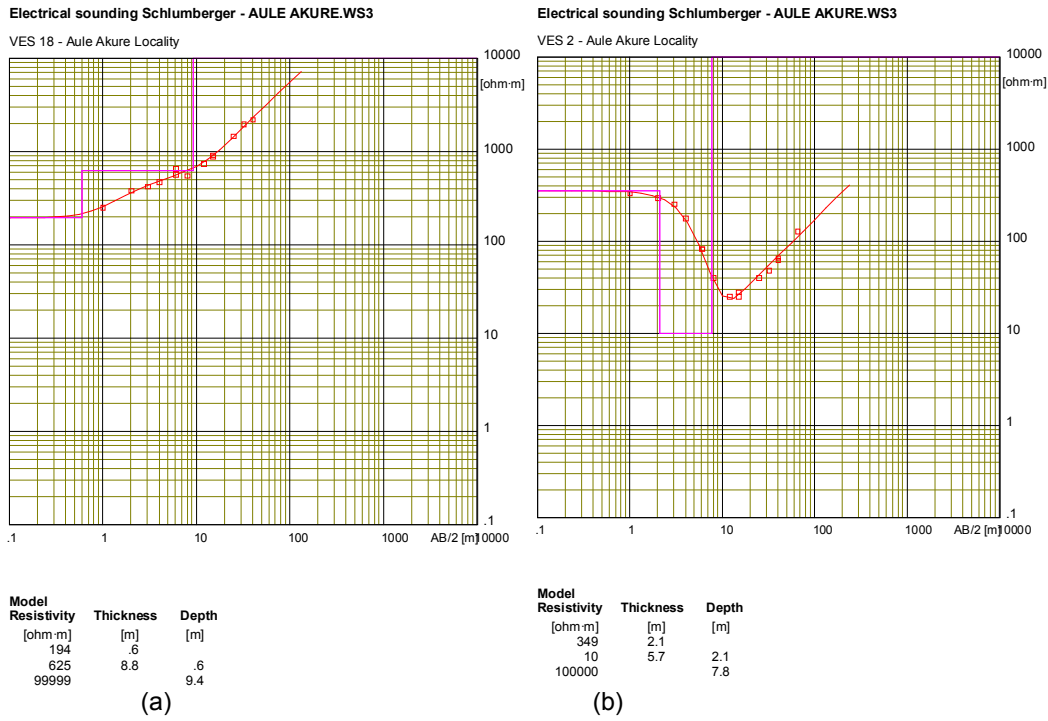 Electrical sounding Schlumberger - AULE AKURE.WS3
VES 18 - Aule Akure Locality
10000
[ohm·m]
1000
100
10
1
.1
.1 1 10 100 1000 AB/2 [m] 10000
Model
Resistivity Thickness Depth
[ohm·m] [m] [m]
194 .6
625 8.8 .6
99999 9.4
(a)
Electrical sounding Schlumberger - AULE AKURE.WS3
VES 2 - Aule Akure Locality
10000
[ohm·m]
1000
100
10
1
.1
.1 1 10 100 1000 AB/2 [m] 10000
Model
Resistivity Thickness Depth
[ohm·m] [m] [m]
349 2.1
10 5.7 2.1
100000 7.8
(b)